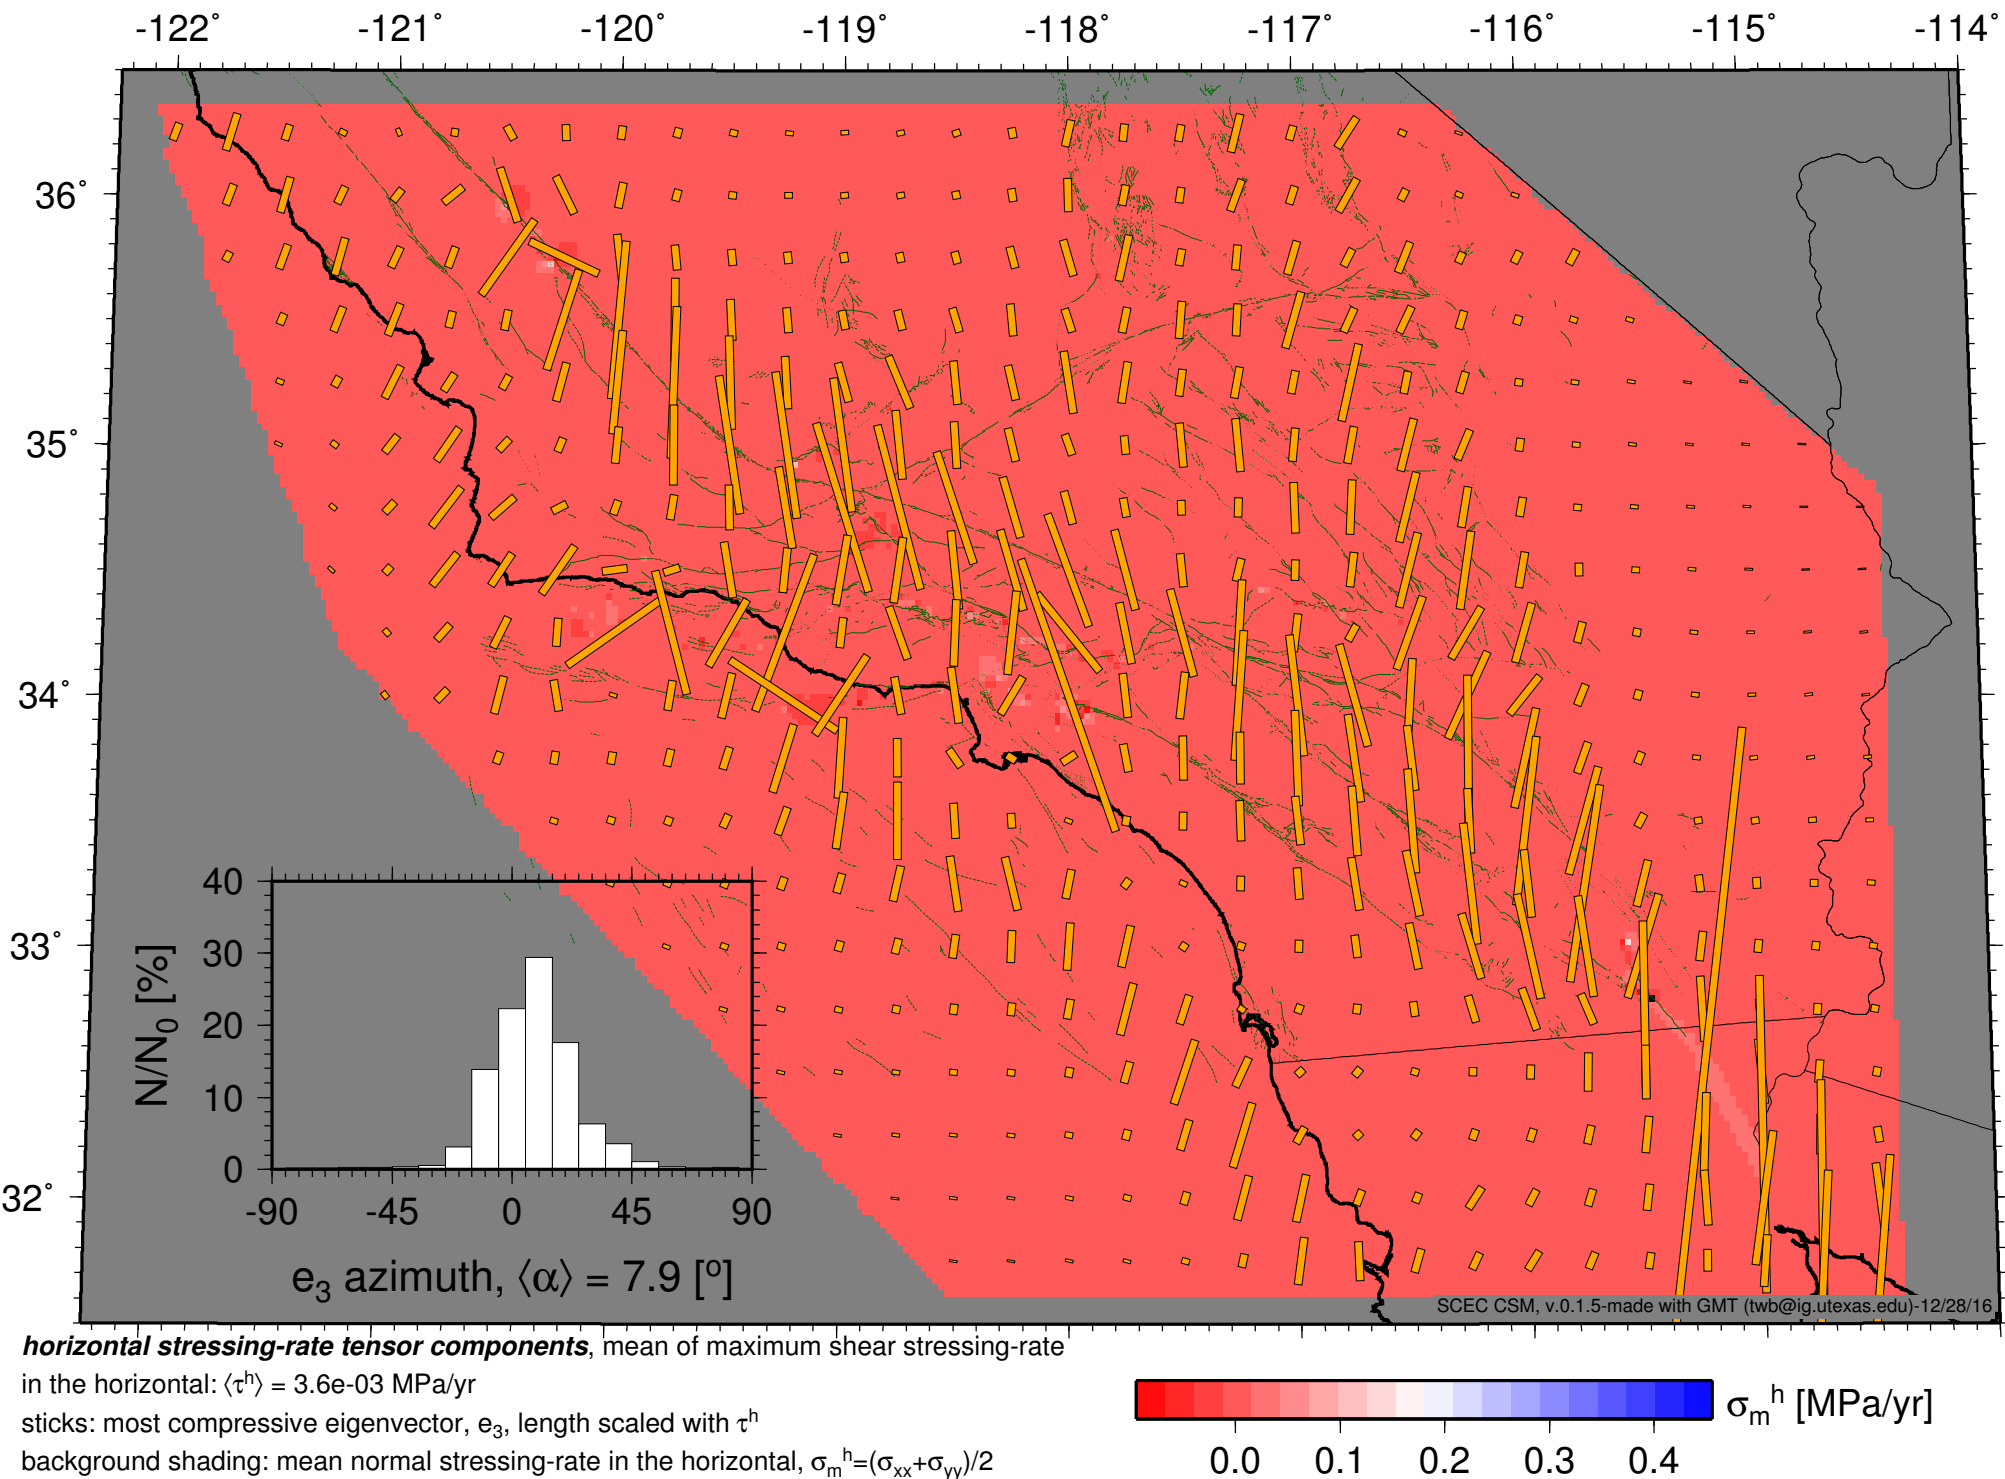 -122˚ -121˚ -120˚ -119˚ -118˚ -117˚ -116˚ -115˚ -114˚
36˚
35˚
34˚
33˚
32˚
40
30
20
10
0
N/N0 [%]
-90 -45 0 45 90
e3 azimuth, ⟨α⟩ = 7.9 [º]
SCEC CSM, v.0.1.5-made with GMT (twb@ig.utexas.edu)-12/28/16
horizontal stressing-rate tensor components, mean of maximum shear stressing-rate
in the horizontal: ⟨τh⟩ = 3.6e-03 MPa/yr
sticks: most compressive eigenvector, e3, length scaled with τh
background shading: mean normal stressing-rate in the horizontal, σmh=(σxx+σyy)/2
σmh [MPa/yr]
0.0 0.1 0.2 0.3 0.4